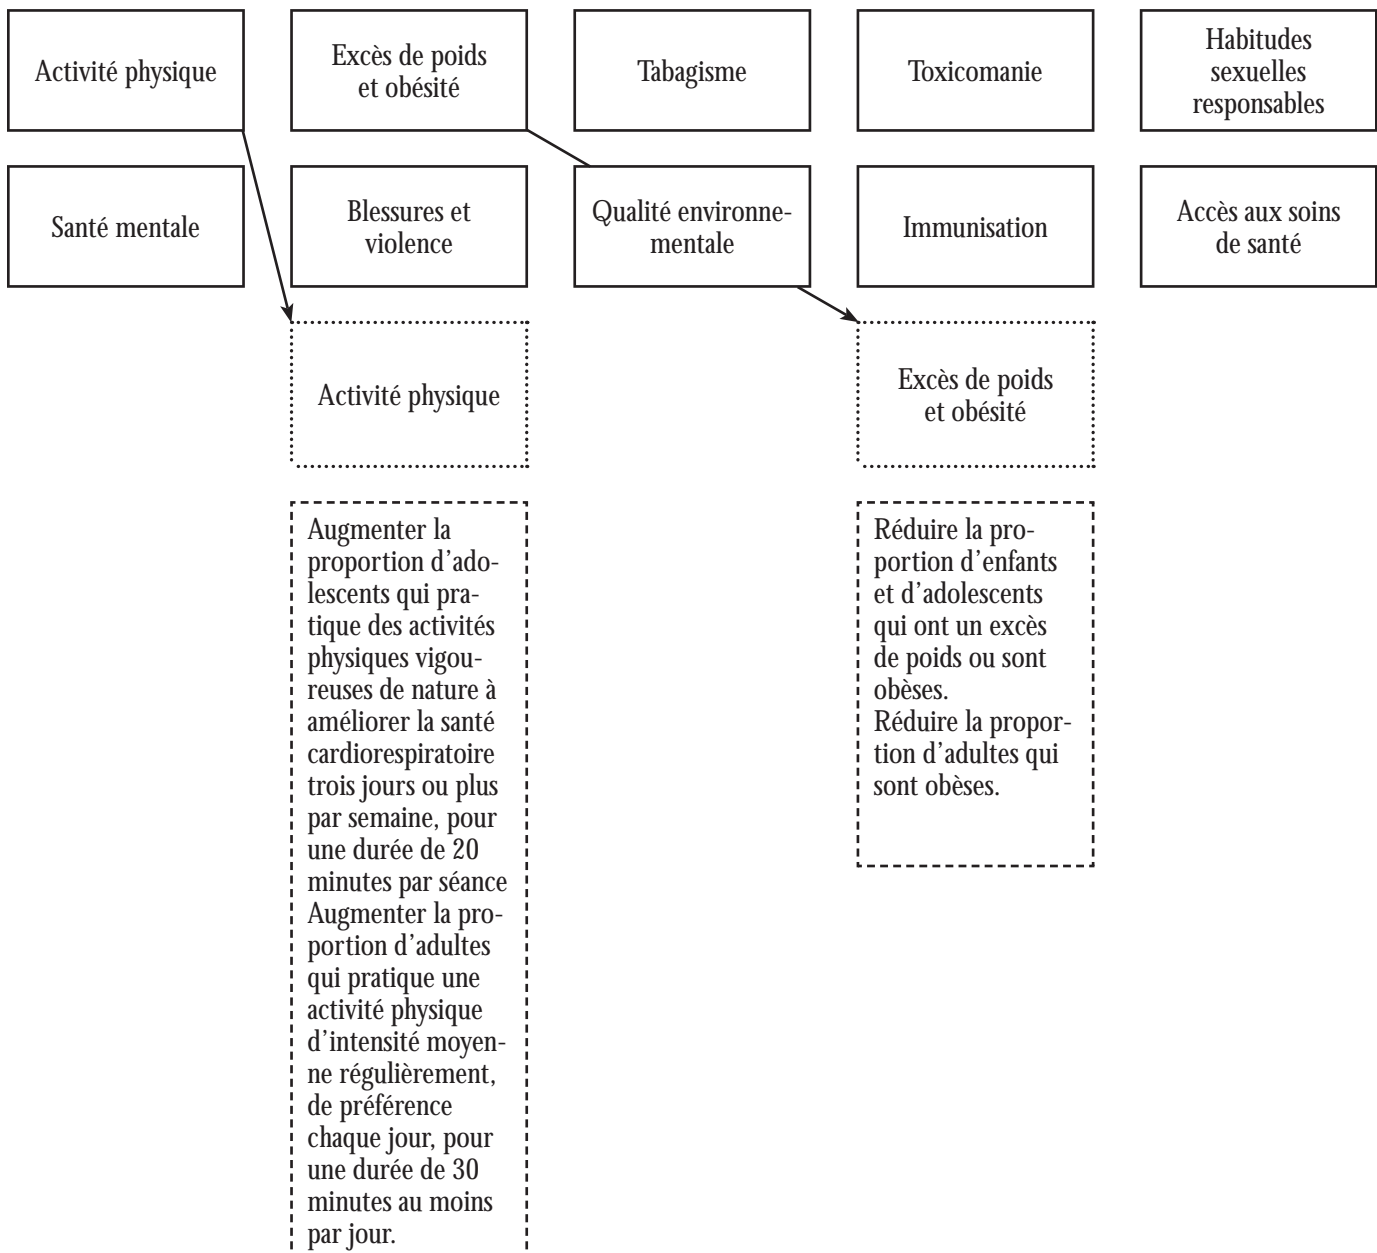 Activité physique
Excès de poids
et obésité
Tabagisme
Toxicomanie
Habitudes
sexuelles
responsables
Santé mentale
Blessures et
violence
Qualité environne-
mentale
Immunisation
Accès aux soins
de santé
Activité physique
Excès de poids
et obésité
Augmenter la
proportion d’ado-
lescents qui pra-
tique des activités
physiques vigou-
reuses de nature à
améliorer la santé
cardiorespiratoire
trois jours ou plus
par semaine, pour
une durée de 20
minutes par séance
Augmenter la pro-
portion d’adultes
qui pratique une
activité physique
d’intensité moyen-
ne régulièrement,
de préférence
chaque jour, pour
une durée de 30
minutes au moins
par jour.
Réduire la pro-
portion d’enfants
et d’adolescents
qui ont un excès
de poids ou sont
obèses.
Réduire la propor-
tion d’adultes qui
sont obèses.